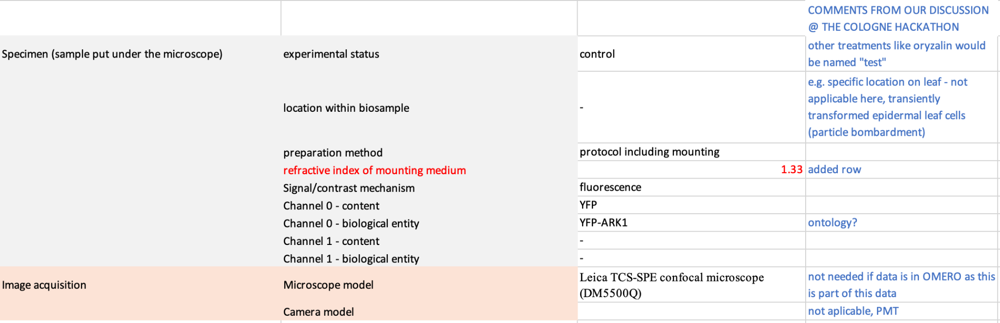 COMMENTS FROM OUR DISCUSSION
@ THE COLOGNE HACKATHON
Specimen (sample put under the microscope)
experimental status
control
other treatments like oryzalin would
be named "test"
location within biosample
-
e.g. specific location on leaf - not
applicable here, transiently
transformed epidermal leaf cells
(particle bombardment)
preparation method
protocol including mounting
refractive index of mounting medium
1.33
added row
Signal/contrast mechanism
fluorescence
Channel 0 - content
YFP
Channel 0 - biological entity
YFP-ARK1
ontology?
Channel 1 - content
-
Channel 1 - biological entity
-
Image acquisition
Microscope model
Leica TCS-SPE confocal microscope
(DM5500Q)
not needed if data is in OMERO as this
is part of this data
Camera model
not aplicable, PMT